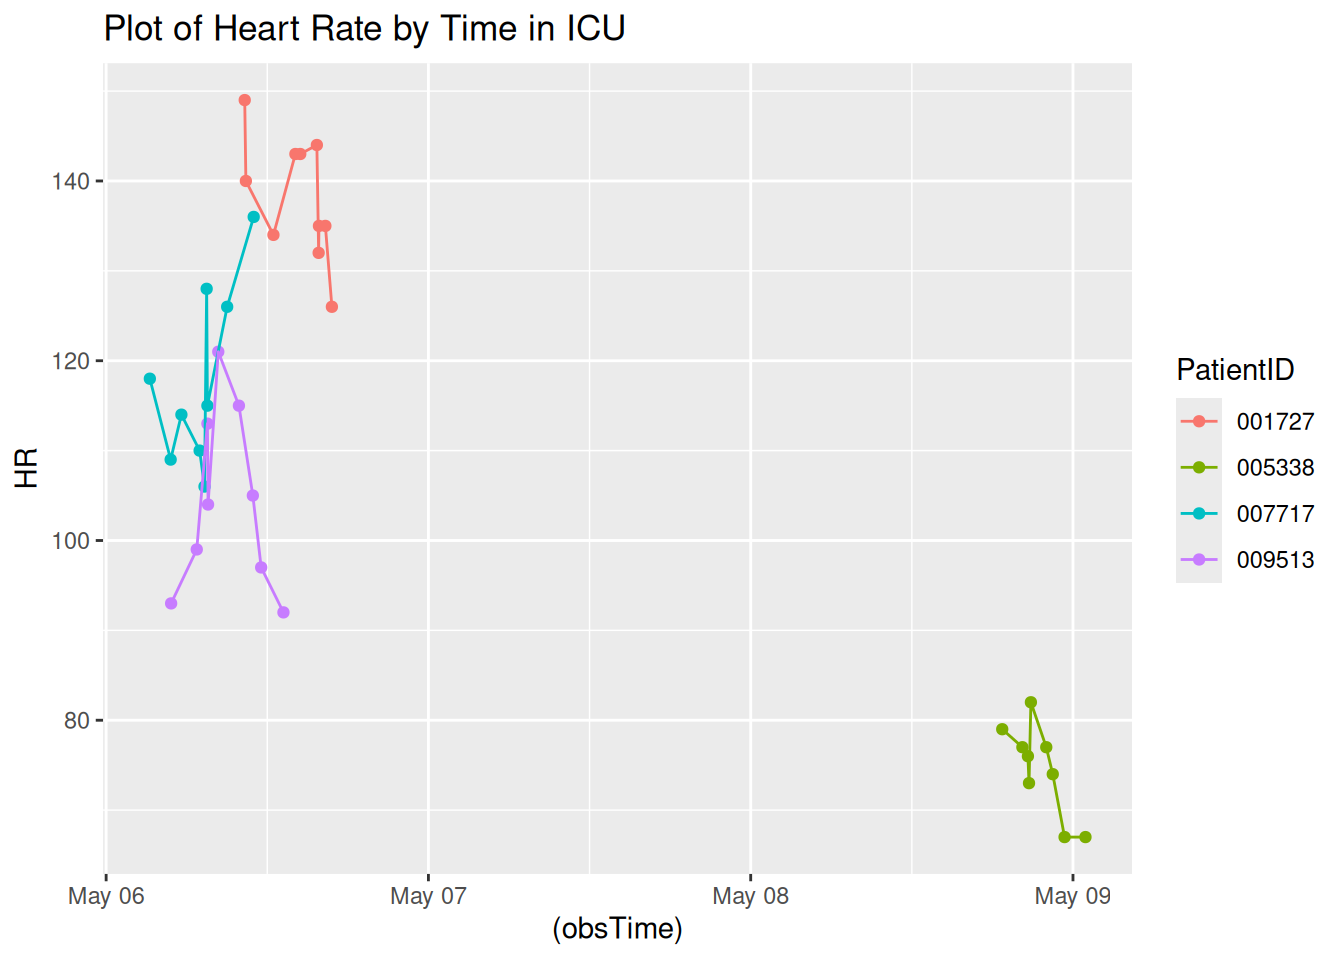 Plot of Heart Rate by Time in ICU
140
120
100
80
HR
May 06
May 07
May 08
May 09
(obsTime)
PatientID
001727
005338
007717
009513